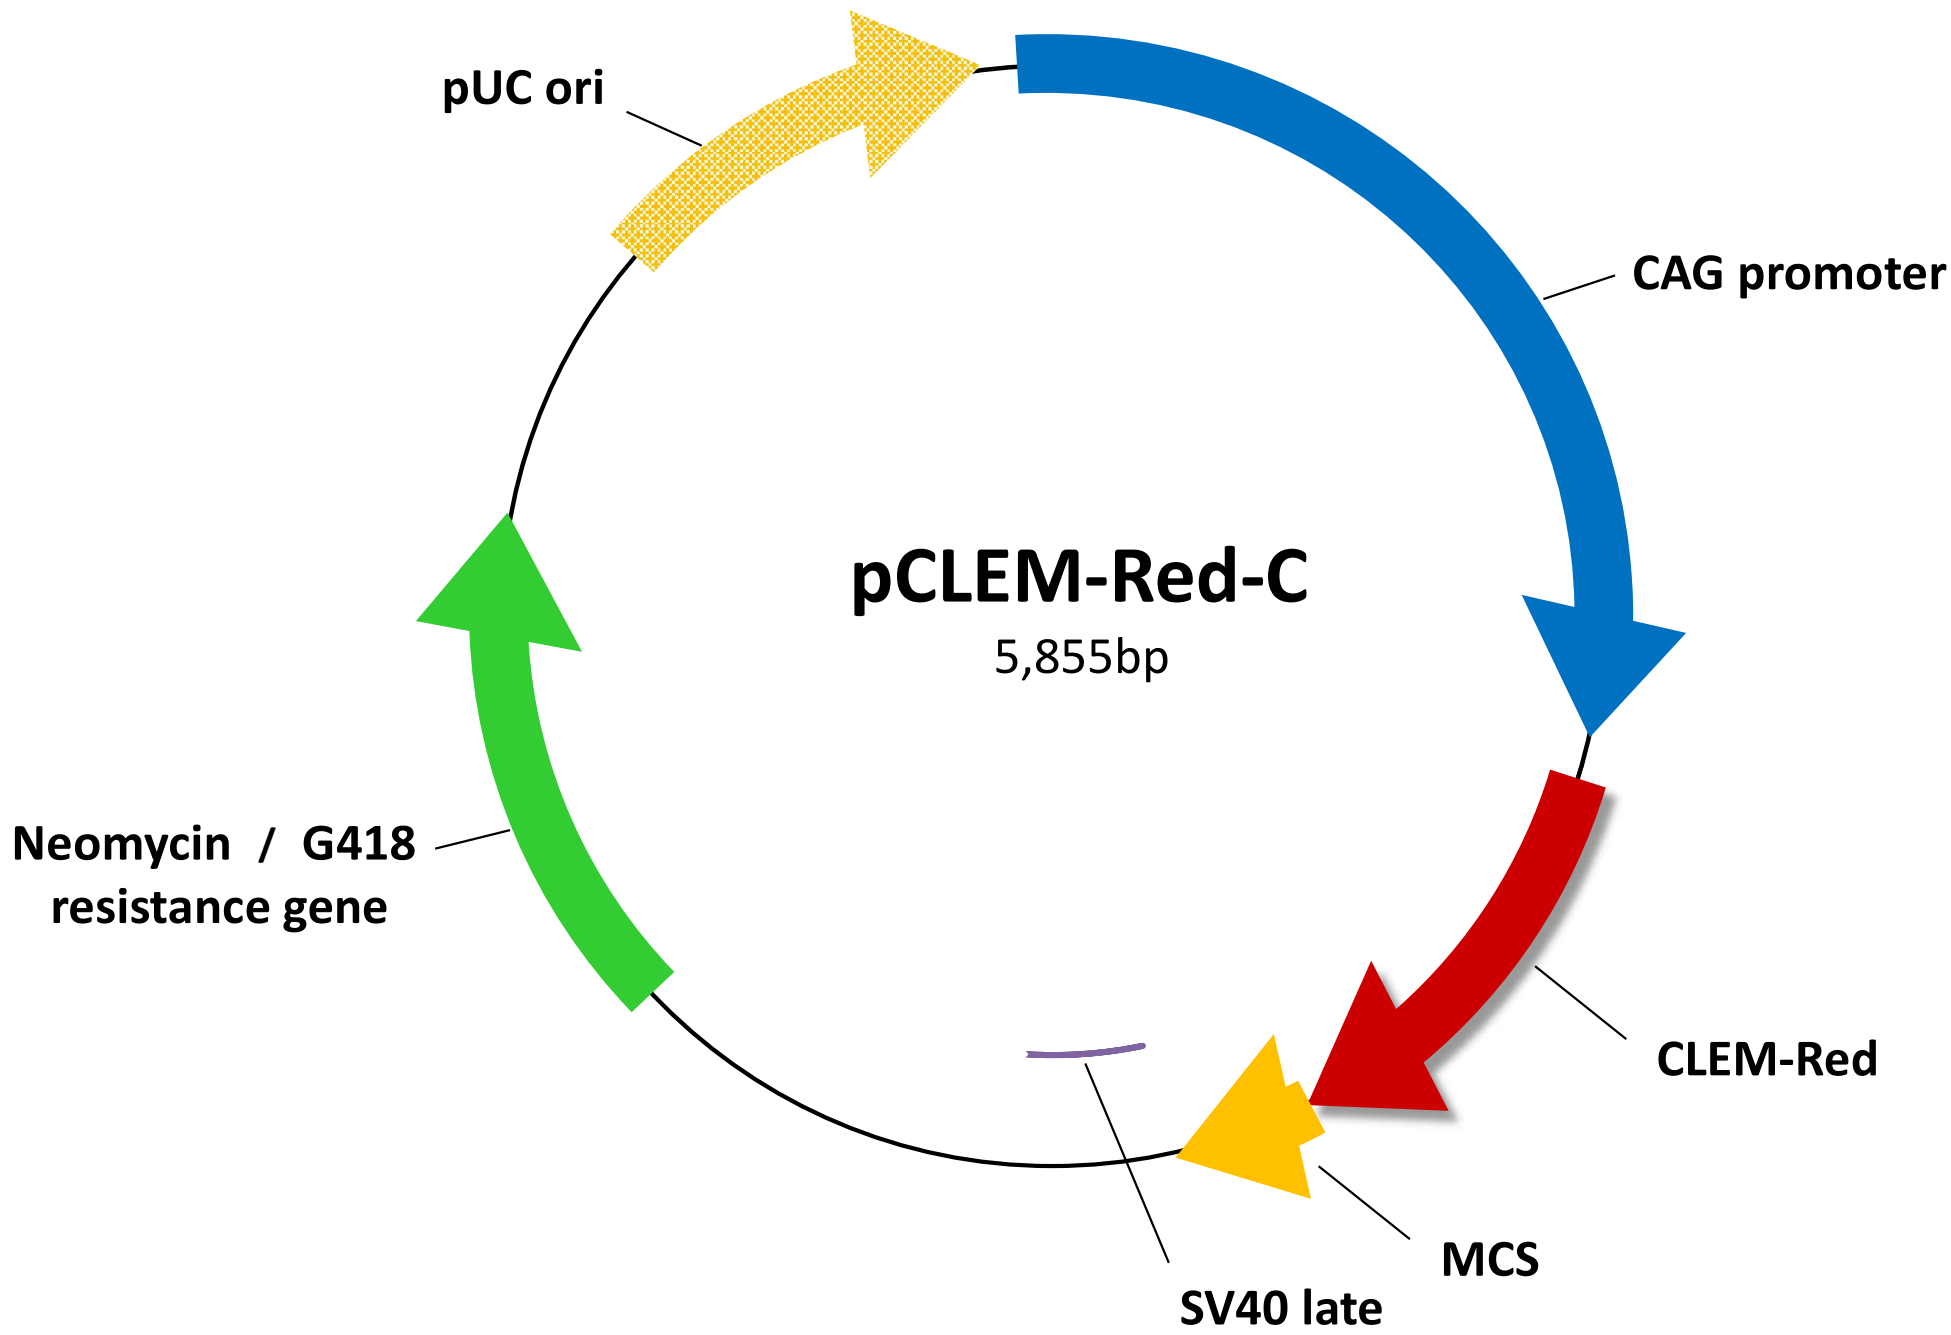 pUC ori
CAG promoter
pCLEM-Red-C
5,855bp
Neomycin / G418
resistance gene
CLEM-Red
MCS
SV40 late